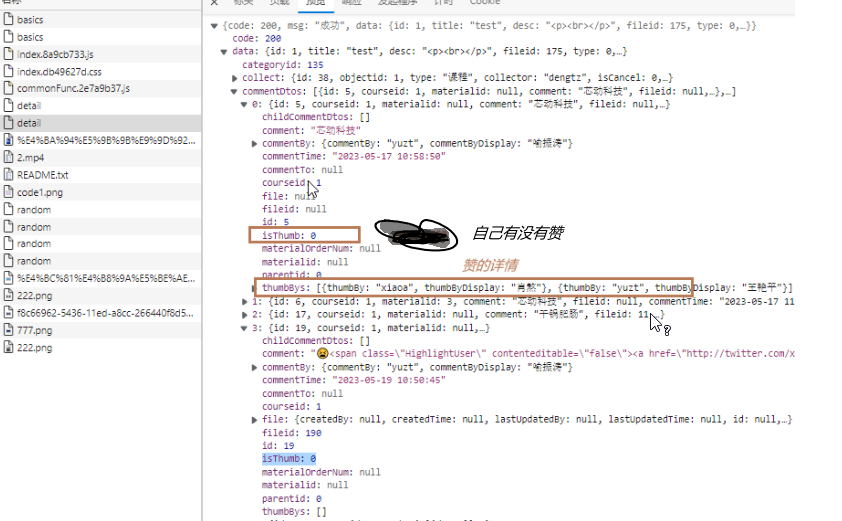 名称
basics
basics
index.8a9cb733.js
index.db49627d.css
commonFunc.2e7a9b37.js
detail
detail
%E4%BA%94%E5%9B%9B%E9%9D%92...
2.mp4
README.txt
code1.png
random
random
random
random
%E4%BC%81%E4%B8%9A%E5%BE%AE...
222.png
f8c66962-5436-11ed-a8cc-266440f8d5...
777.png
222.png
标头 负载 预览 响应 发起程序 计时 Cookie
{code: 200, msg: "成功", data: {id: 1, title: "test", desc: "<p><br></p>", fileid: 175, type: 0,…}}
code: 200
data: {id: 1, title: "test", desc: "<p><br></p>", fileid: 175, type: 0,…}
categoryid: 135
collect: {id: 38, objectid: 1, type: "课程", collector: "dengtz", isCancel: 0,…}
commentDtos: [{id: 5, courseid: 1, materialid: null, comment: "芯动科技", fileid: null,…},…]
0: {id: 5, courseid: 1, materialid: null, comment: "芯动科技", fileid: null,…}
childCommentDtos: []
comment: "芯动科技"
commentBy: {commentBy: "yuzt", commentByDisplay: "喻振涛"}
commentTime: "2023-05-17 10:58:50"
commentTo: null
courseid: 1
file: null
fileid: null
id: 5
isThumb: 0
自己有没有赞
materialOrderNum: null
materialid: null
赞的详情
parentid: 0
thumbBys: [{thumbBy: "xiaoa", thumbByDisplay: "肖熬"}, {thumbBy: "yuzt", thumbByDisplay: "王艳平"}]
1: {id: 6, courseid: 1, materialid: 3, comment: "芯动科技", fileid: null, commentTime: "2023-05-17 11
2: {id: 17, courseid: 1, materialid: null, comment: "干锅肥肠", fileid: 11,…}
?
3: {id: 19, courseid: 1, materialid: null,…}
childCommentDtos: []
comment: "😫<span class=\"HighlightUser\" contenteditable=\"false\"><a href=\"http://twitter.com/x
commentBy: {commentBy: "yuzt", commentByDisplay: "喻振涛"}
commentTime: "2023-05-19 10:50:45"
commentTo: null
courseid: 1
file: {createdBy: null, createdTime: null, lastUpdatedBy: null, lastUpdatedTime: null, id: null,…}
fileid: 190
id: 19
isThumb: 0
materialOrderNum: null
materialid: null
parentid: 0
thumbBys: []